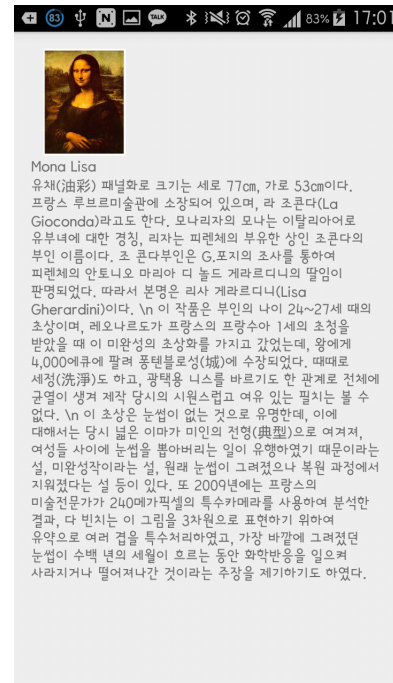 83 N TALK 83% 17:01
Mona Lisa
유채(油彩) 패널화로 크기는 세로 77㎝, 가로 53㎝이다.
프랑스 루브르미술관에 소장되어 있으며, 라 조콘다(La
Gioconda)라고도 한다. 모나리자의 모나는 이탈리아어로
유부녀에 대한 경칭, 리자는 피렌체의 부유한 상인 조콘다의
부인 이름이다. 조 콘다부인은 G.포지의 조사를 통하여
피렌체의 안토니오 마리아 디 놀드 게라르디니의 딸임이
판명되었다. 따라서 본명은 리사 게라르디니(Lisa
Gherardini)이다. \n 이 작품은 부인의 나이 24~27세 때의
초상이며, 레오나르도가 프랑스의 프랑수아 1세의 초청을
받았을 때 이 미완성의 초상화를 가지고 갔었는데, 왕에게
4,000에큐에 팔려 퐁텐블로성(城)에 수장되었다. 때때로
세정(洗淨)도 하고, 광택용 니스를 바르기도 한 관계로 전체에
균열이 생겨 제작 당시의 시원스럽고 여유 있는 필치는 볼 수
없다. \n 이 초상은 눈썹이 없는 것으로 유명한데, 이에
대해서는 당시 넓은 이마가 미인의 전형(典型)으로 여겨져,
여성들 사이에 눈썹을 뽑아버리는 일이 유행하였기 때문이라는
설, 미완성작이라는 설, 원래 눈썹이 그려졌으나 복원 과정에서
지워졌다는 설 등이 있다. 또 2009년에는 프랑스의
미술전문가가 240메가픽셀의 특수카메라를 사용하여 분석한
결과, 다 빈치는 이 그림을 3차원으로 표현하기 위하여
유약으로 여러 겹을 특수처리하였고, 가장 바깥에 그려졌던
눈썹이 수백 년의 세월이 흐르는 동안 화학반응을 일으켜
사라지거나 떨어져나간 것이라는 주장을 제기하기도 하였다.